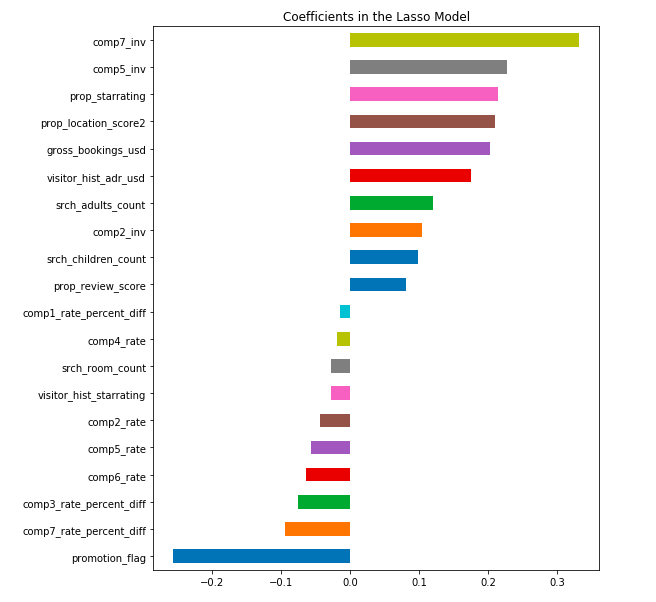 Coefficients in the Lasso Model
comp7_inv
comp5_inv
prop_starrating
prop_location_score2
gross_bookings_usd
visitor_hist_adr_usd
srch_adults_count
comp2_inv
srch_children_count
prop_review_score
comp1_rate_percent_diff
comp4_rate
srch_room_count
visitor_hist_starrating
comp2_rate
comp5_rate
comp6_rate
comp3_rate_percent_diff
comp7_rate_percent_diff
promotion_flag
−0.2 −0.1 0.0 0.1 0.2 0.3